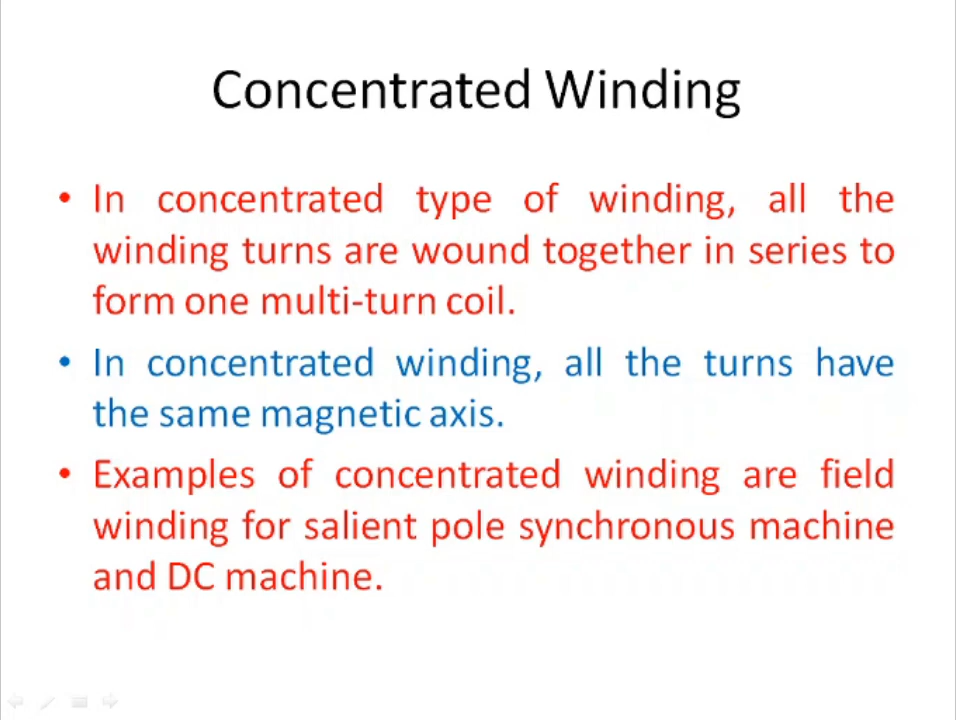 Concentrated Winding
• In concentrated type of winding, all the
winding turns are wound together in series to
form one multi-turn coil.
• In concentrated winding, all the turns have
the same magnetic axis.
• Examples of concentrated winding are field
winding for salient pole synchronous machine
and DC machine.